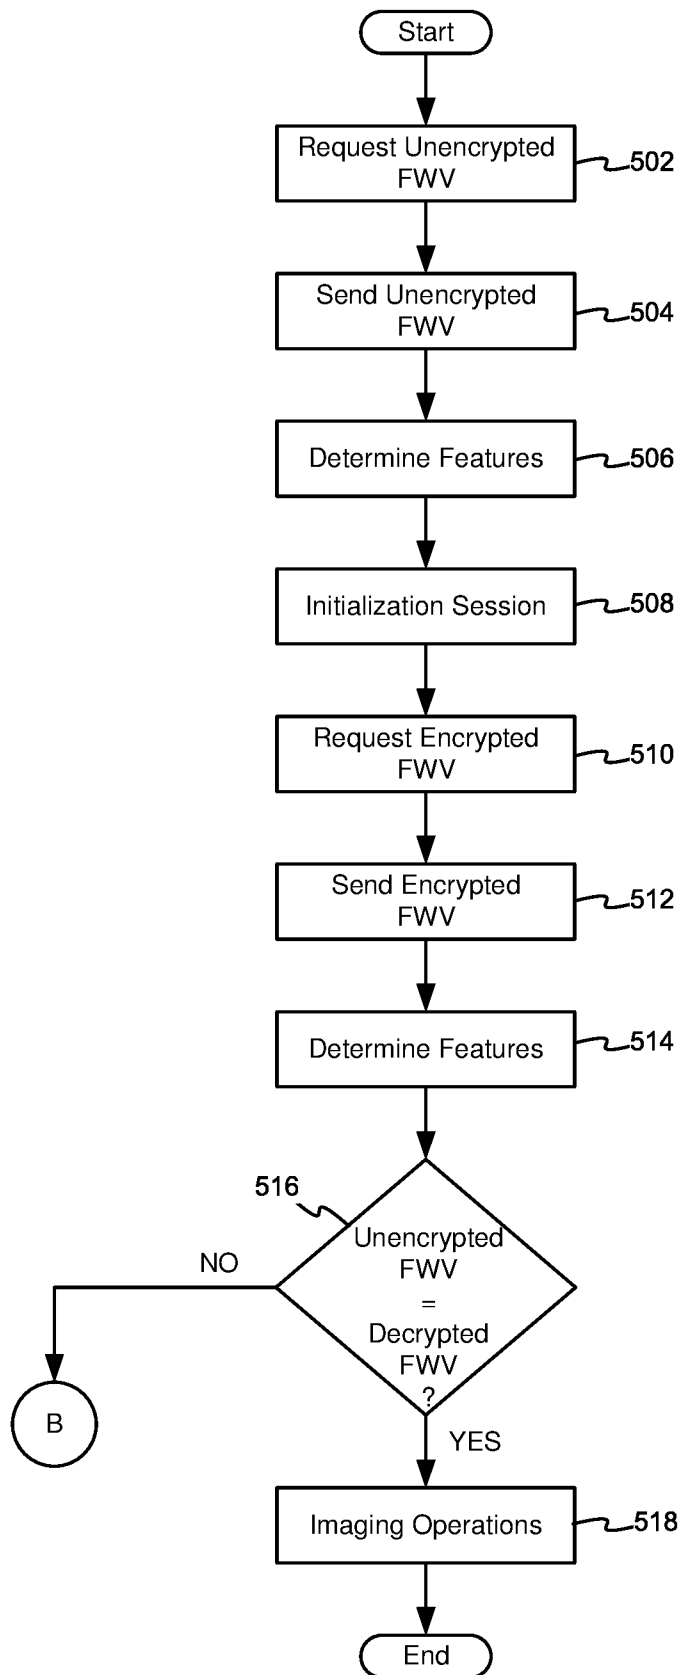 Start
Request Unencrypted
FWV
502
Send Unencrypted
FWV
504
Determine Features
506
Initialization Session
508
Request Encrypted
FWV
510
Send Encrypted
FWV
512
Determine Features
514
516
Unencrypted
FWV
=
Decrypted
FWV
?
NO
B
YES
Imaging Operations
518
End